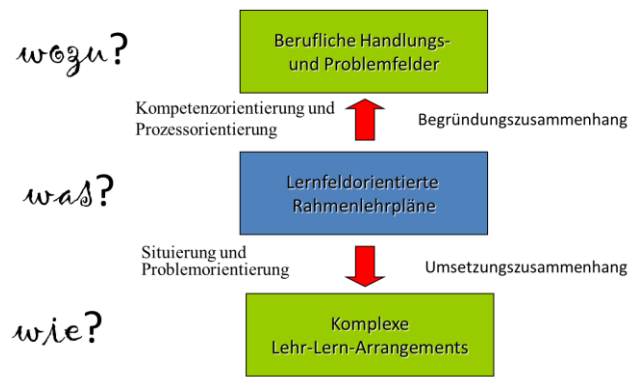 wozu?
Berufliche Handlungs-
und Problemfelder
Kompetenzorientierung und
Prozessorientierung
Begründungszusammenhang
was?
Lernfeldorientierte
Rahmenlehrpläne
Situierung und
Problemorientierung
Umsetzungszusammenhang
wie?
Komplexe
Lehr-Lern-Arrangements